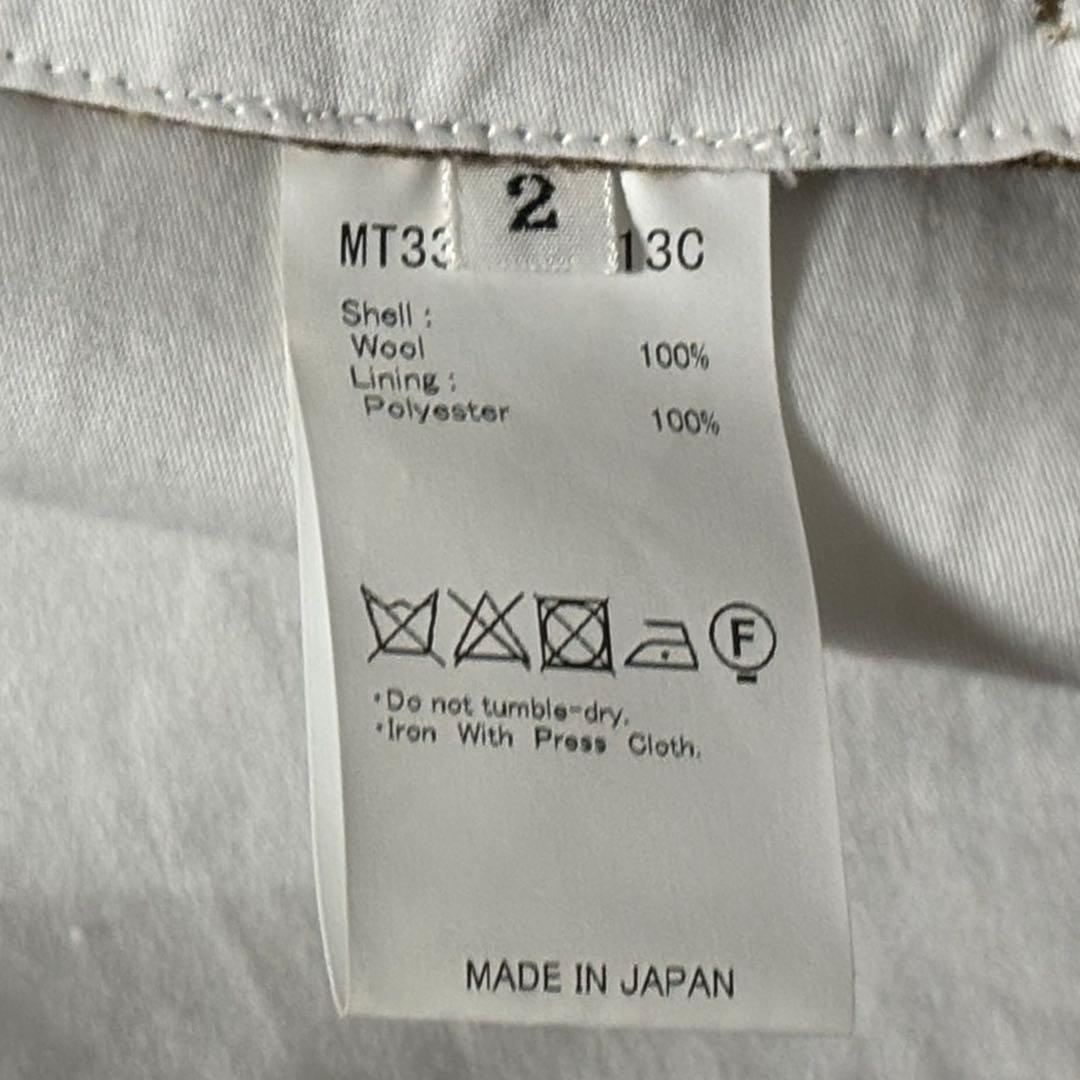 2
MT33 13C
Shell :
Wool 100%
Lining :
Polyester 100%
F
•Do not tumble-dry.
•Iron With Press Cloth.
MADE IN JAPAN